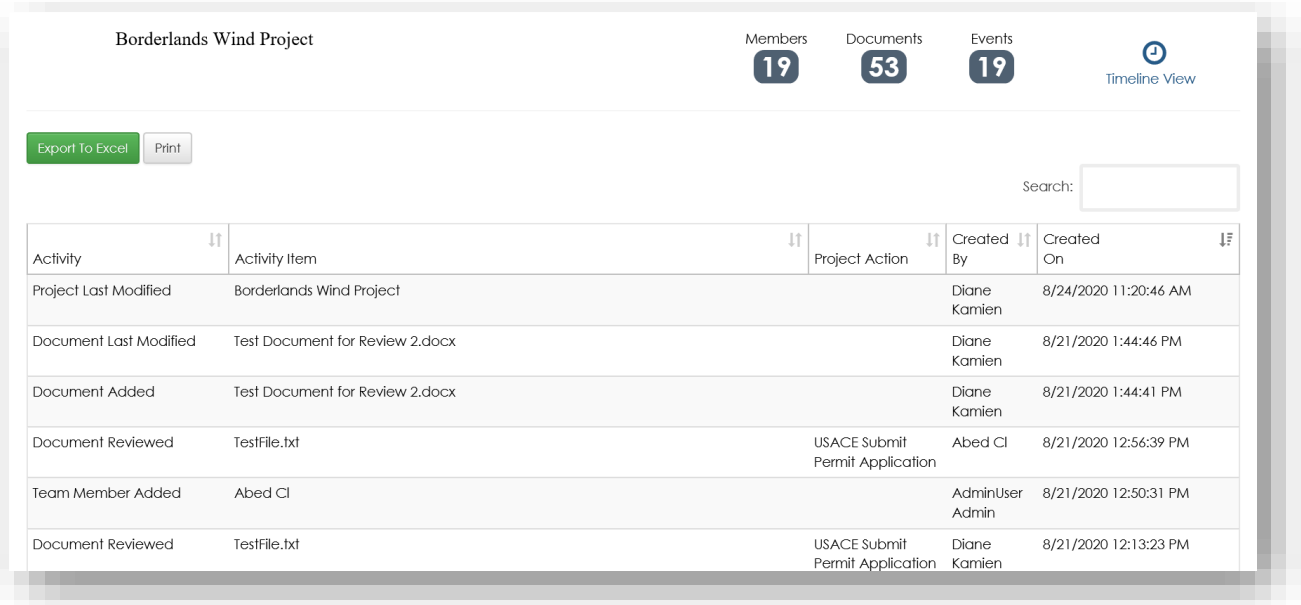 Borderlands Wind Project
Members
Documents
Events
19
53
19
Timeline View
Export To Excel
Print
Search:
Activity
Activity Item
Project Action
Created
By
Created
On
Project Last Modified
Borderlands Wind Project
Diane
Kamien
8/24/2020 11:20:46 AM
Document Last Modified
Test Document for Review 2.docx
Diane
Kamien
8/21/2020 1:44:46 PM
Document Added
Test Document for Review 2.docx
Diane
Kamien
8/21/2020 1:44:41 PM
Document Reviewed
TestFile.txt
USACE Submit
Permit Application
Abed Cl
8/21/2020 12:56:39 PM
Team Member Added
Abed Cl
AdminUser
Admin
8/21/2020 12:50:31 PM
Document Reviewed
TestFile.txt
USACE Submit
Permit Application
Diane
Kamien
8/21/2020 12:13:23 PM